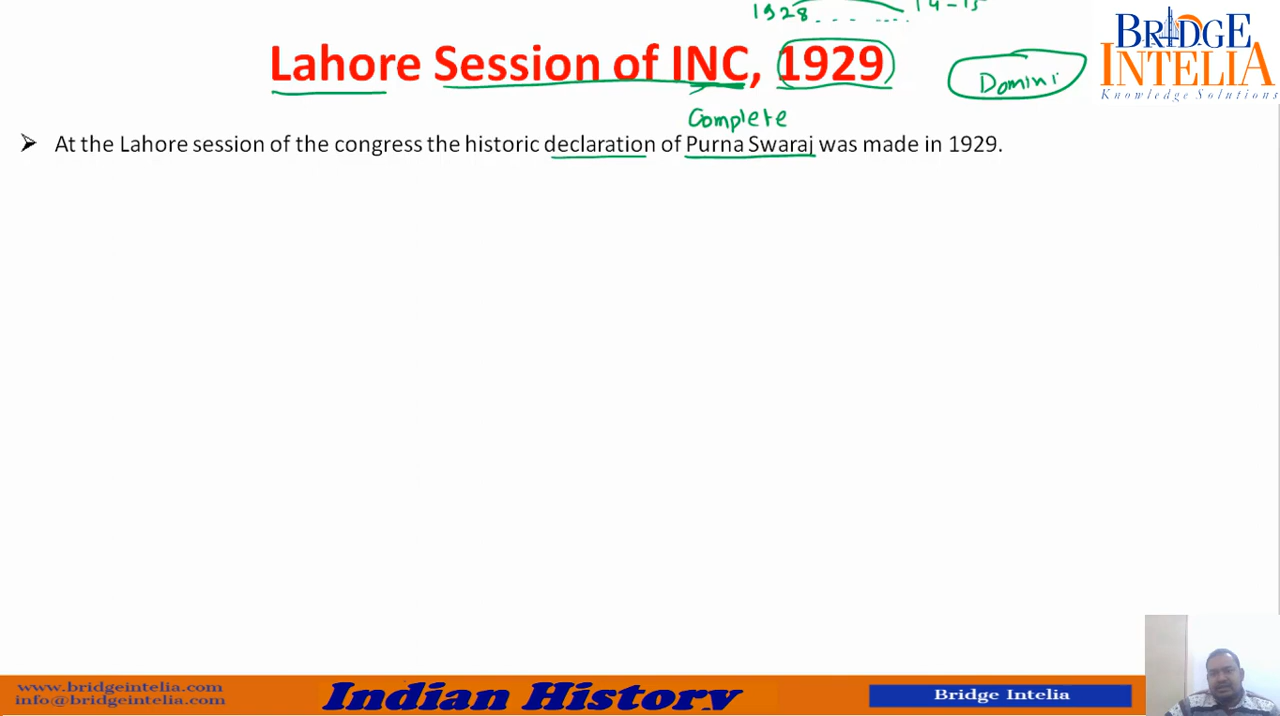 1928 14-15
Lahore Session of INC, 1929
Domini
BRIDGE
INTELIA
Knowledge Solutions
Complete
➤ At the Lahore session of the congress the historic declaration of Purna Swaraj was made in 1929.
www.bridgeintelia.com
info@bridgeintelia.com
Indian History
Bridge Intelia